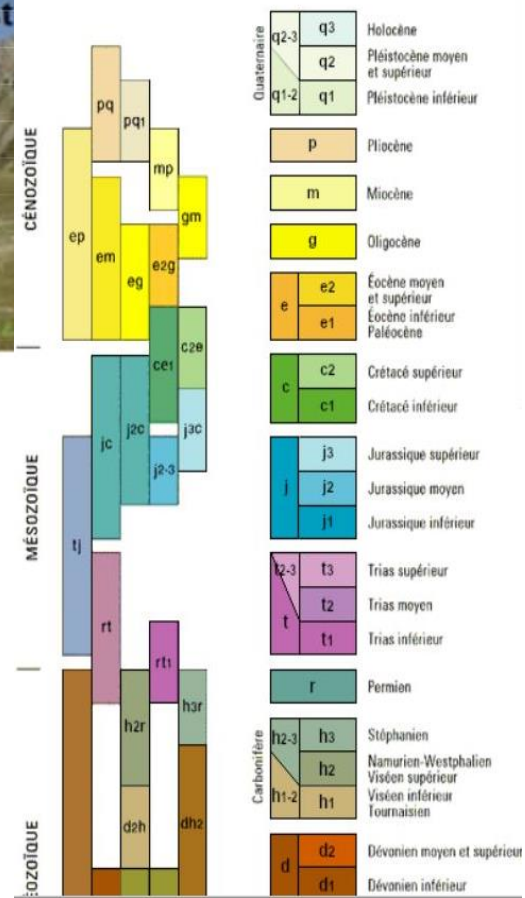 st
Quaternaire
q2-3
q3
Holocène
q2
Pléistocène moyen
et supérieur
q1-2
q1
Pléistocène inférieur
CÉNOZOÏQUE
pq
pq1
mp
gm
ep
em
eg
e2g
p
Pliocène
m
Miocène
g
Oligocène
e
e2
Éocène moyen
et supérieur
e1
Éocène inférieur
Paléocène
MÉSOZOÏQUE
ce1
c2e
jc
j2c
j3c
j2-3
tj
rt
rt1
c
c2
Crétacé supérieur
c1
Crétacé inférieur
j
j3
Jurassique supérieur
j2
Jurassique moyen
j1
Jurassique inférieur
t2-3
t
t3
Trias supérieur
t2
Trias moyen
t1
Trias inférieur
r
Permien
h2r
h3r
d2h
dh2
Carbonifère
h2-3
h3
Stéphanien
h2
Namurien-Westphalien
Viséen supérieur
h1-2
h1
Viséen inférieur
Tournaisien
ÉOZOÏQUE
d
d2
Dévonien moyen et supérieur
d1
Dévonien inférieur